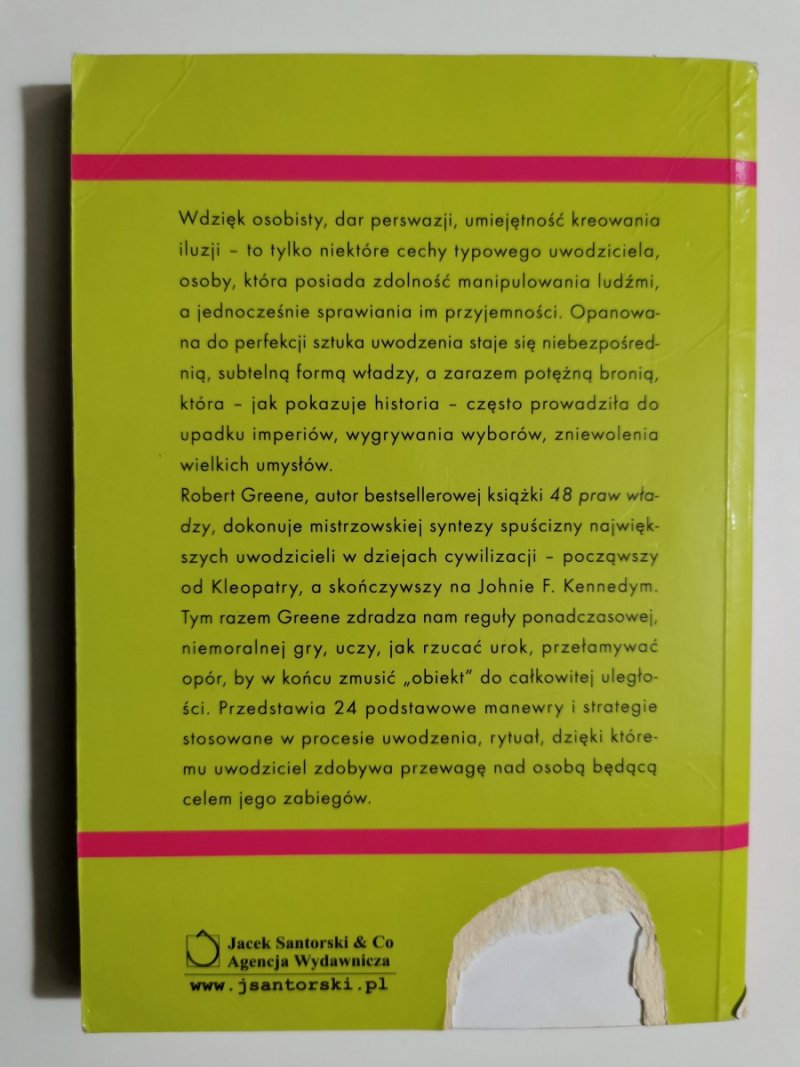 Wdzięk osobisty, dar perswazji, umiejętność kreowania
iluzji – to tylko niektóre cechy typowego uwodziciela,
osoby, która posiada zdolność manipulowania ludźmi,
a jednocześnie sprawiania im przyjemności. Opanowa-
na do perfekcji sztuka uwodzenia staje się niebezpośred-
nią, subtelną formą władzy, a zarazem potężną bronią,
która – jak pokazuje historia – często prowadziła do
upadku imperiów, wygrywania wyborów, zniewolenia
wielkich umysłów.
Robert Greene, autor bestsellerowej książki 48 praw wła-
dzy, dokonuje mistrzowskiej syntezy spuścizny najwięk-
szych uwodzicieli w dziejach cywilizacji – począwszy
od Kleopatry, a skończywszy na Johnie F. Kennedym.
Tym razem Greene zdradza nam reguły ponadczasowej,
niemoralnej gry, uczy, jak rzucać urok, przełamywać
opór, by w końcu zmusić „obiekt” do całkowitej uległo-
ści. Przedstawia 24 podstawowe manewry i strategie
stosowane w procesie uwodzenia, rytuał, dzięki które-
mu uwodziciel zdobywa przewagę nad osobą będącą
celem jego zabiegów.
Jacek Santorski & Co
Agencja Wydawnicza
www.jsantorski.pl